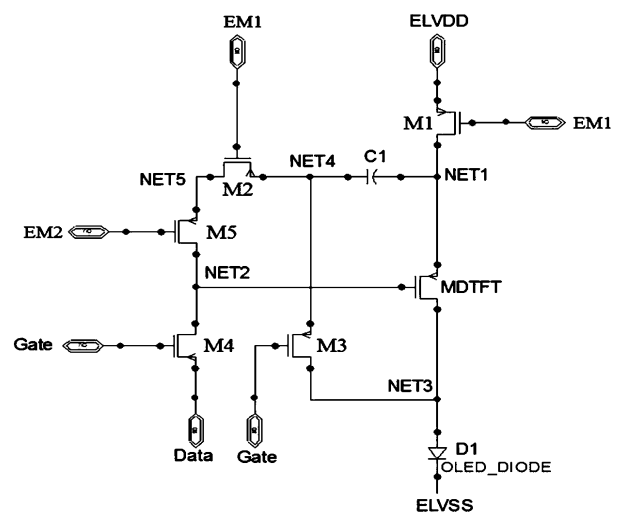 EM1
ELVDD
M1
EM1
NET4
C1
NET5
M2
NET1
EM2
M5
NET2
MDTFT
Gate
M4
M3
NET3
Data
Gate
D1
OLED_DIODE
ELVSS